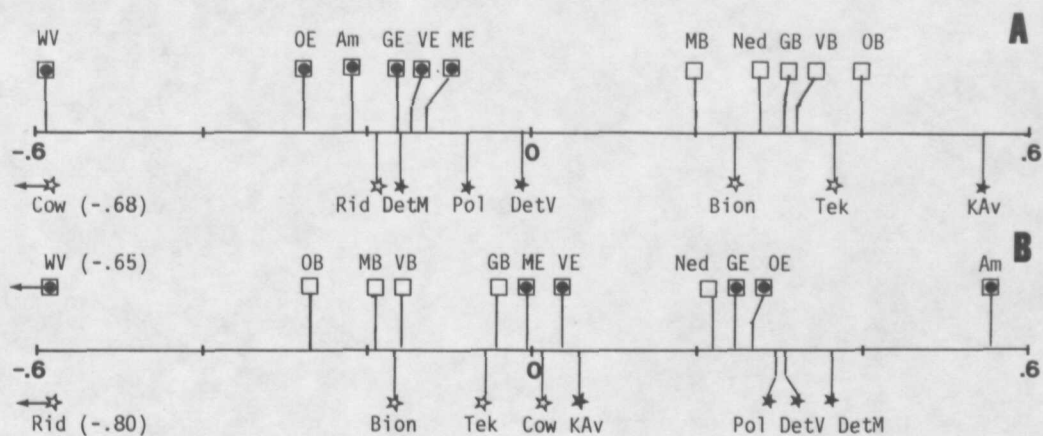 A
WV OE Am GE VE ME MB Ned GB VB OB
-.6 0 .6
Cow (-.68) Rid DetM Pol DetV Bion Tek KAv
B
WV (-.65) OB MB VB GB ME VE Ned GE OE Am
-.6 0 .6
Rid (-.80) Bion Tek Cow KAv Pol DetV DetM